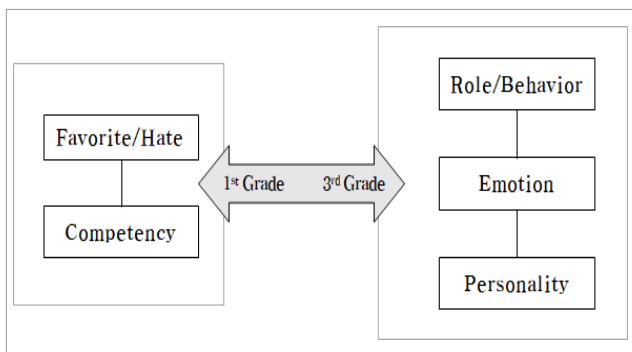 Favorite/Hate
Competency
1st Grade
3rd Grade
Role/Behavior
Emotion
Personality